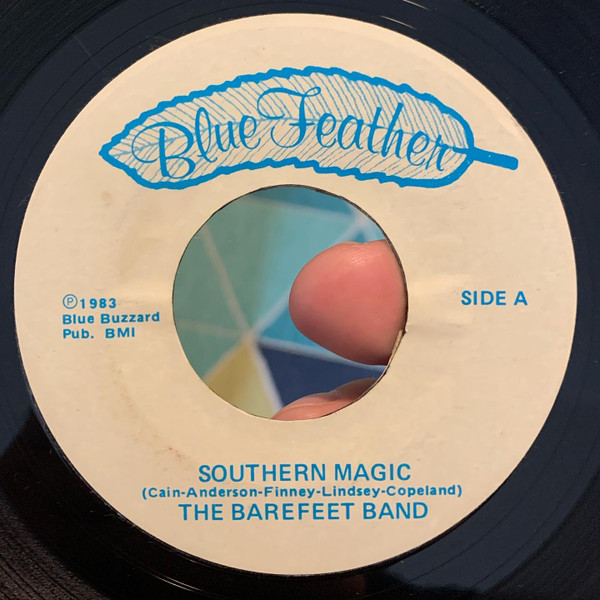 Blue Feather
℗1983
Blue Buzzard
Pub. BMI
SIDE A
SOUTHERN MAGIC
(Cain-Anderson-Finney-Lindsey-Copeland)
THE BAREFEET BAND